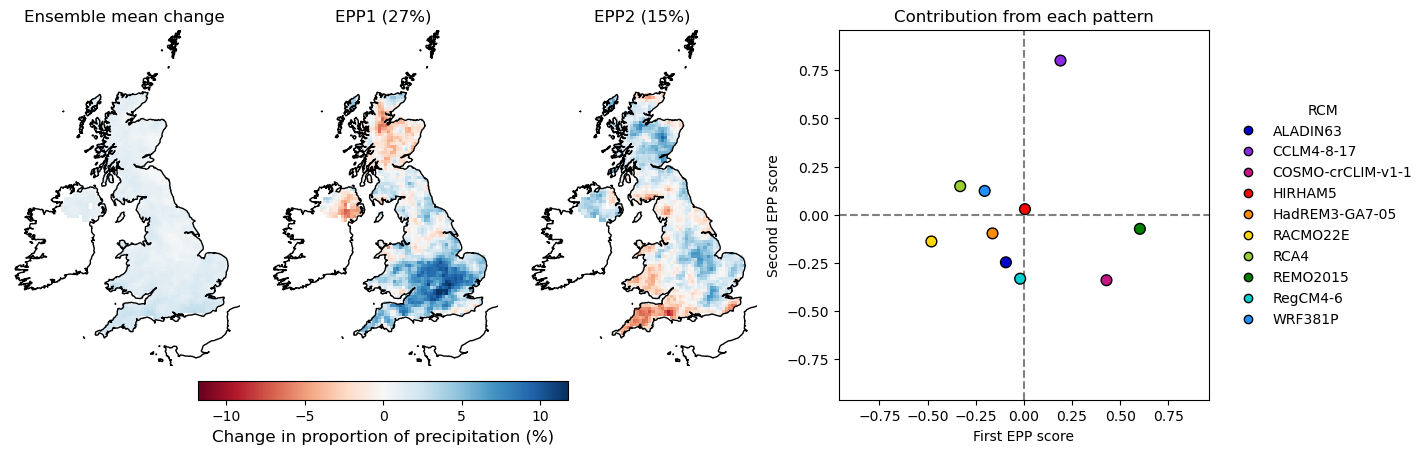 Ensemble mean change
EPP1 (27%)
EPP2 (15%)
Contribution from each pattern
−10
−5
0
5
10
Change in proportion of precipitation (%)
Second EPP score
0.75
0.50
0.25
0.00
−0.25
−0.50
−0.75
−0.75
−0.50
−0.25
0.00
0.25
0.50
0.75
First EPP score
RCM
ALADIN63
CCLM4-8-17
COSMO-crCLIM-v1-1
HIRHAM5
HadREM3-GA7-05
RACMO22E
RCA4
REMO2015
RegCM4-6
WRF381P